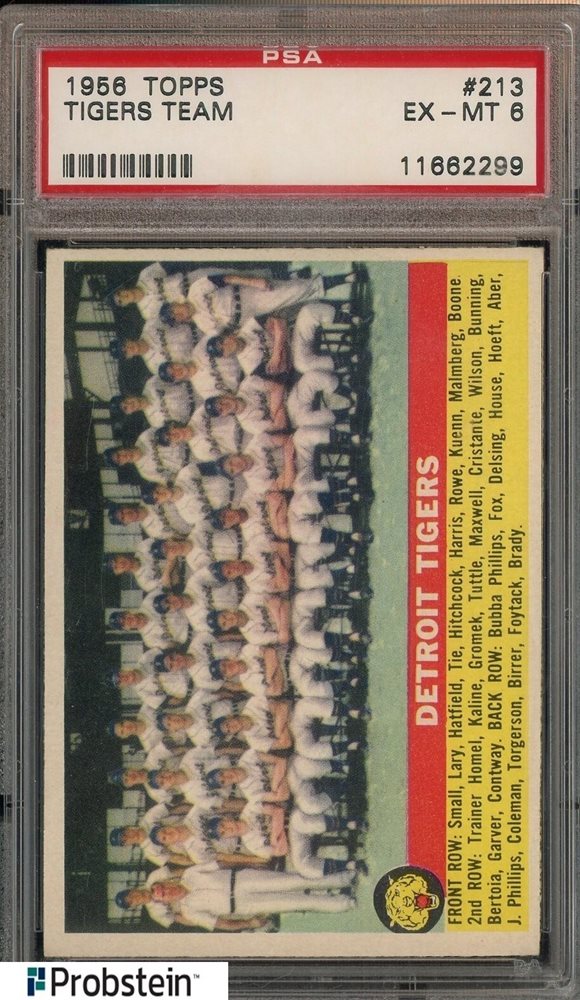 PSA
1956 TOPPS #213
TIGERS TEAM EX-MT 6
11662299
DETROIT TIGERS
FRONT ROW: Small, Lary, Hatfield, Tie, Hitchcock, Harris, Rowe, Kuenn, Malmberg, Boone.
2nd ROW: Trainer Homel, Kaline, Gromek, Tuttle, Maxwell, Cristante, Wilson, Bunning,
Bertoia, Garver, Contway. BACK ROW: Bubba Phillips, Fox, Delsing, House, Hoeft, Aber,
J. Phillips, Coleman, Torgerson, Birrer, Foytack, Brady.
Probstein™